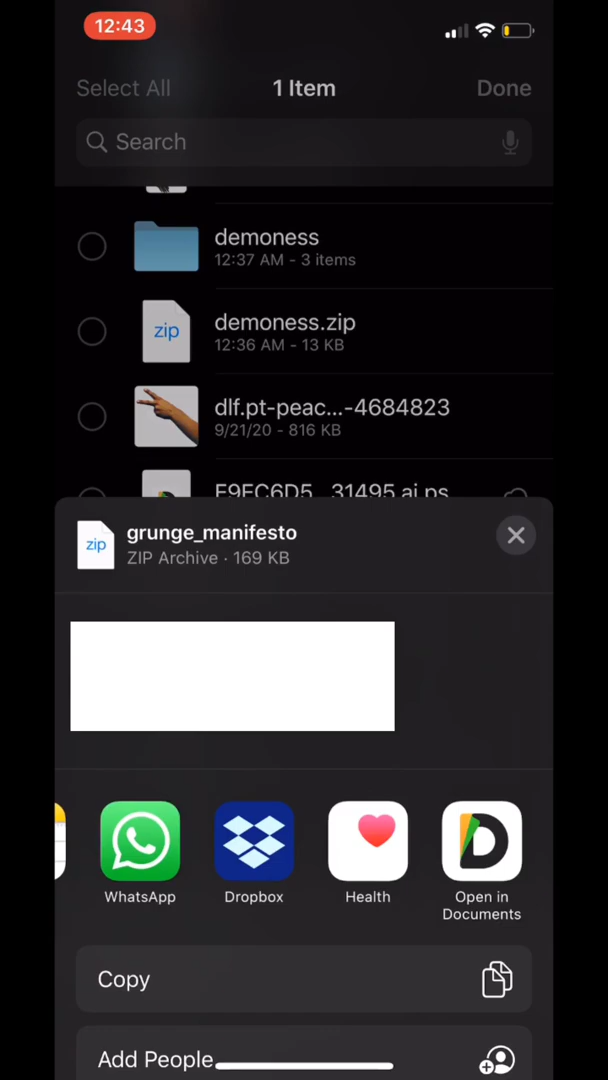 12:43
Select All
1 Item
Done
Search
demoness
12:37 AM - 3 items
zip
demoness.zip
12:36 AM - 13 KB
dlf.pt-peac...-4684823
9/21/20 - 816 KB
zip
grunge_manifesto
ZIP Archive · 169 KB
WhatsApp
Dropbox
Health
Open in
Documents
Copy
Add People